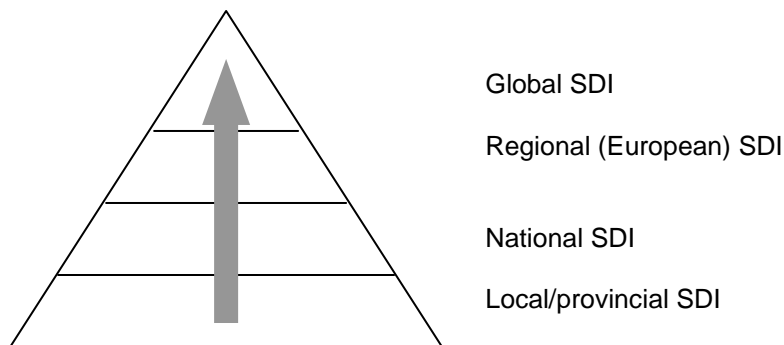 Global SDI
Regional (European) SDI
National SDI
Local/provincial SDI